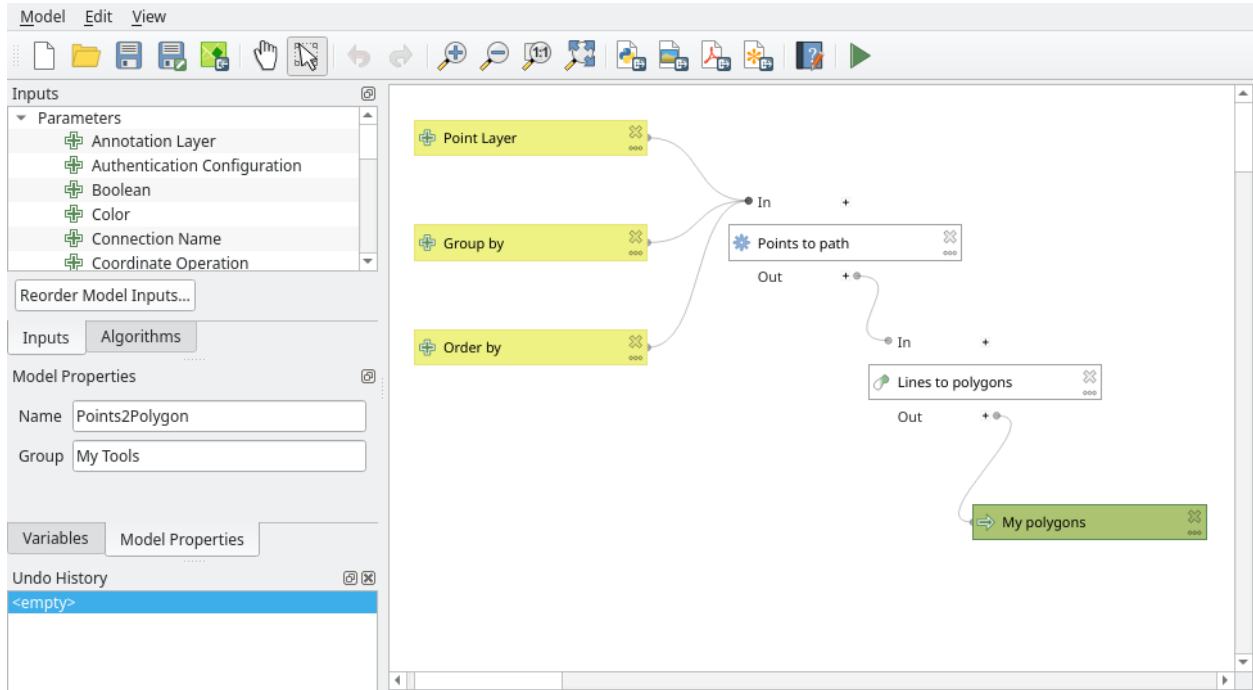 Model Edit View
1:1
Inputs
Parameters
Annotation Layer
Authentication Configuration
Boolean
Color
Connection Name
Coordinate Operation
Reorder Model Inputs...
Inputs Algorithms
Model Properties
Name Points2Polygon
Group My Tools
Variables Model Properties
Undo History
<empty>
Point Layer
Group by
Order by
In +
Points to path
Out +
In +
Lines to polygons
Out +
My polygons